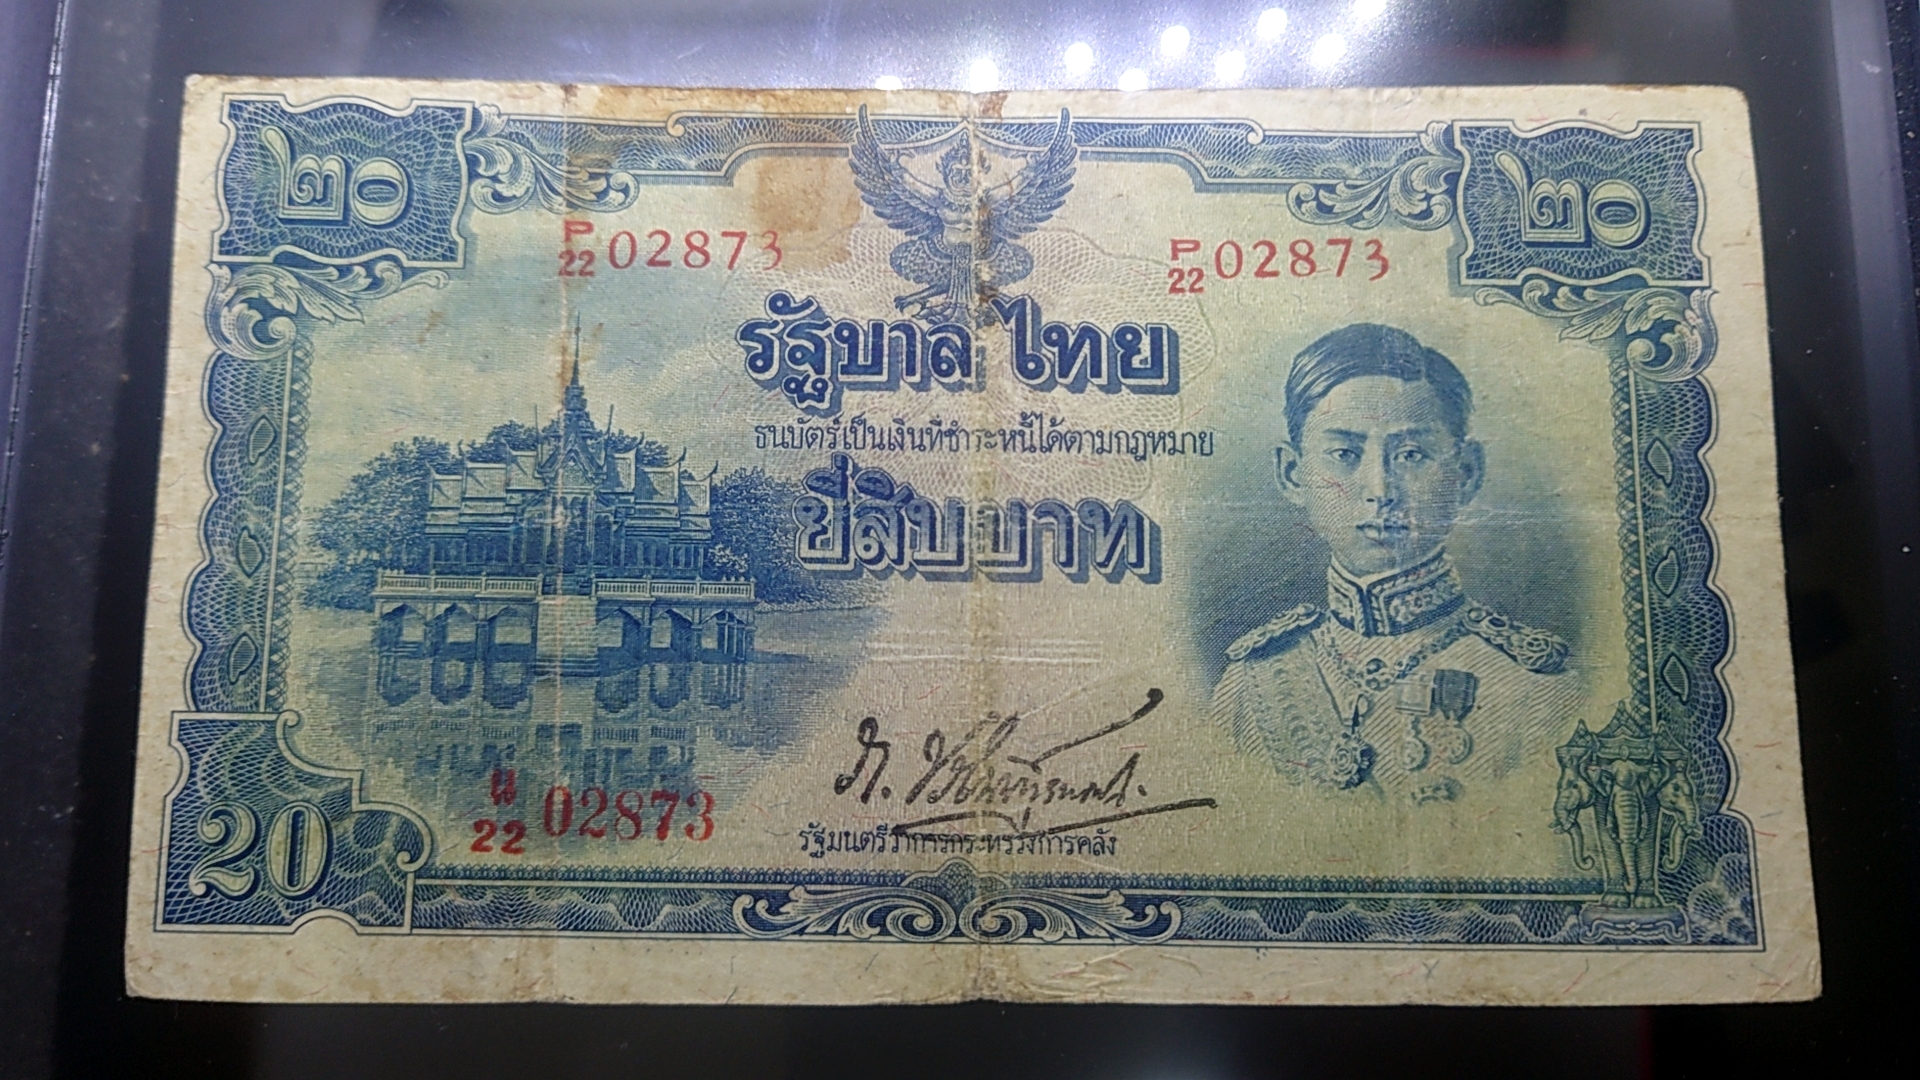 ๒๐ ๒๐
P/22 02873 P/22 02873
รัฐบาลไทย
ธนบัตร์เป็นเงินที่ชำระหนี้ได้ตามกฎหมาย
ยี่สิบบาท
พ/22 02873
รัฐมนตรีว่าการกระทรวงการคลัง
20